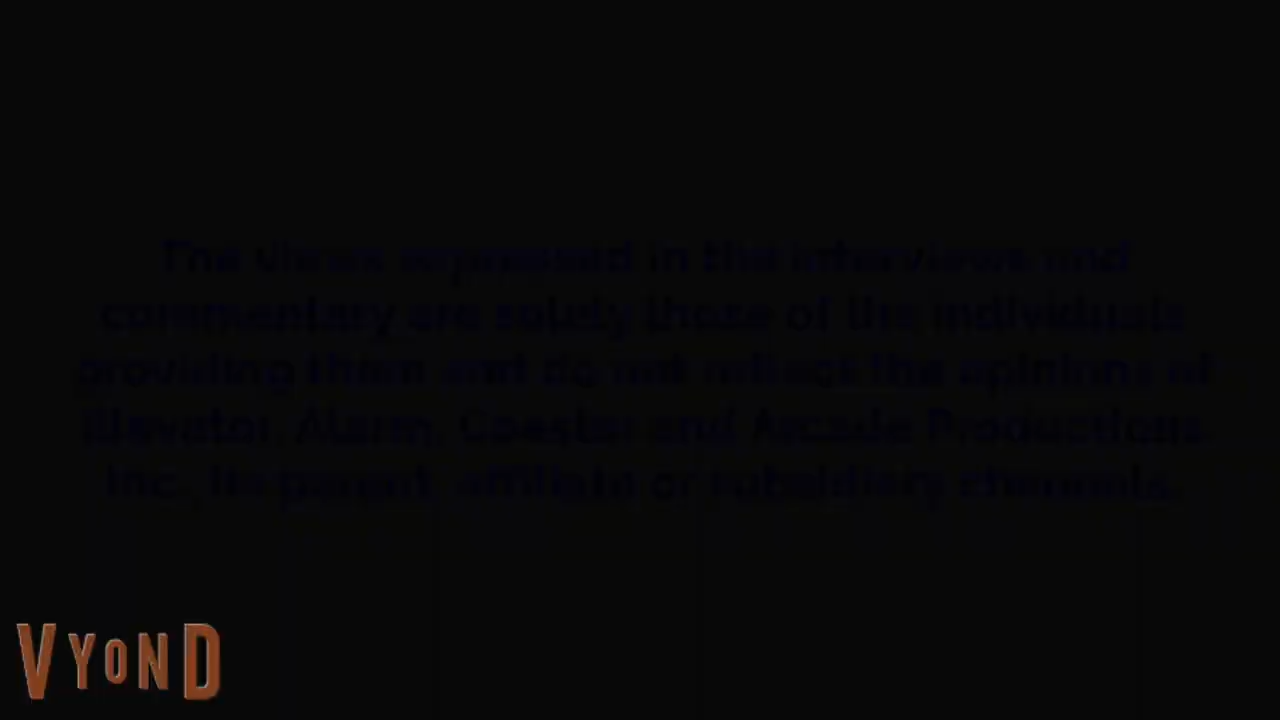 The views expressed in the interviews and
commentary are solely those of the individuals
providing them and do not reflect the opinions of
Elevator, Alarm, Coaster and Arcade Productions
Inc., its parent, affiliate or subsidiary channels.
VYOND